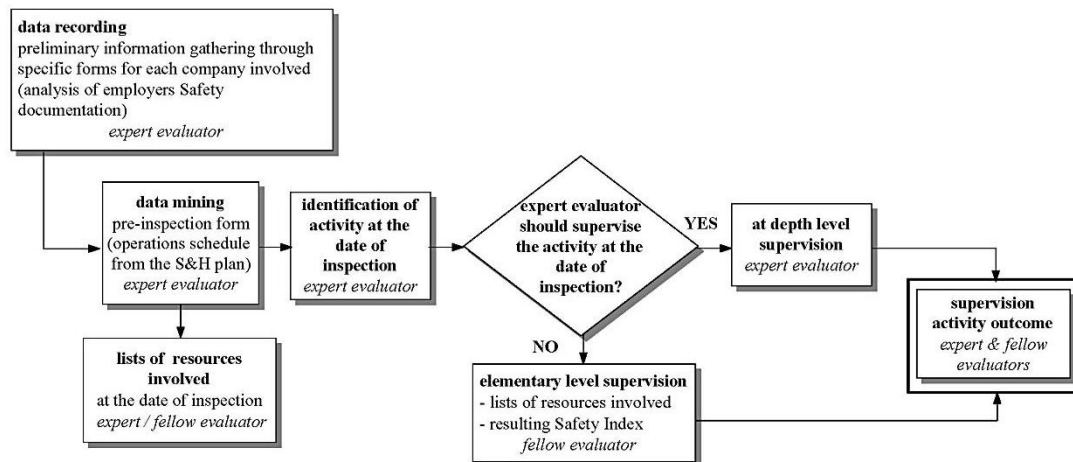 data recording
preliminary information gathering through
specific forms for each company involved
(analysis of employers Safety
documentation)
expert evaluator
data mining
pre-inspection form
(operations schedule
from the S&H plan)
expert evaluator
lists of resources
involved
at the date of inspection
expert / fellow evaluator
identification of
activity at the
date of
inspection
expert evaluator
expert evaluator
should supervise
the activity at the
date of
inspection?
YES
at depth level
supervision
expert evaluator
NO
elementary level supervision
- lists of resources involved
- resulting Safety Index
fellow evaluator
supervision
activity outcome
expert & fellow
evaluators